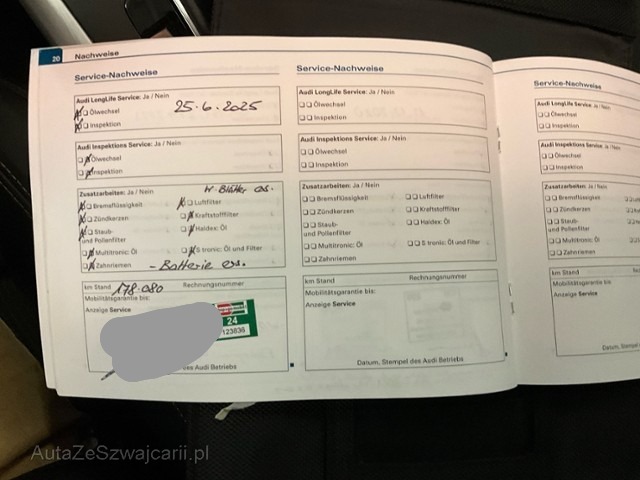 20 Nachweise
Service-Nachweise
Audi LongLife Service: Ja / Nein
Ölwechsel 25.6.2025
Inspektion
Audi Inspektions Service: Ja / Nein
Ölwechsel
Inspektion
Zusatzarbeiten: Ja / Nein W-Blätter ers.
Bremsflüssigkeit Luftfilter
Zündkerzen Kraftstofffilter
Staub- Haldex: Öl
und Pollenfilter
Multitronic: Öl S tronic: Öl und Filter
Zahnriemen - Batterie ers.
km Stand 178.080 Rechnungsnummer
Mobilitätsgarantie bis:
Anzeige Service
24
123836
des Audi Betriebs
Service-Nachweise
Audi LongLife Service: Ja / Nein
Ölwechsel
Inspektion
Audi Inspektions Service: Ja / Nein
Ölwechsel
Inspektion
Zusatzarbeiten: Ja / Nein
Bremsflüssigkeit Luftfilter
Zündkerzen Kraftstofffilter
Staub- Haldex: Öl
und Pollenfilter
Multitronic: Öl S tronic: Öl und Filter
Zahnriemen
km Stand Rechnungsnummer
Mobilitätsgarantie bis:
Anzeige Service
Datum, Stempel des Audi Betriebs
Service-Nachweise
Audi LongLife Service: Ja / Nein
Ölwechsel
Inspektion
Audi Inspektions Service: Ja / Nein
Ölwechsel
Inspektion
Zusatzarbeiten: Ja / Nein
Bremsflüssigkeit
Zündkerzen
Staub-
und Pollenfilter
Multitronic: Öl
Zahnriemen
km Stand Rechnungsnummer
Mobilitätsgarantie bis:
Anzeige Service
Datum, Stempel
AutaZeSzwajcarii.pl